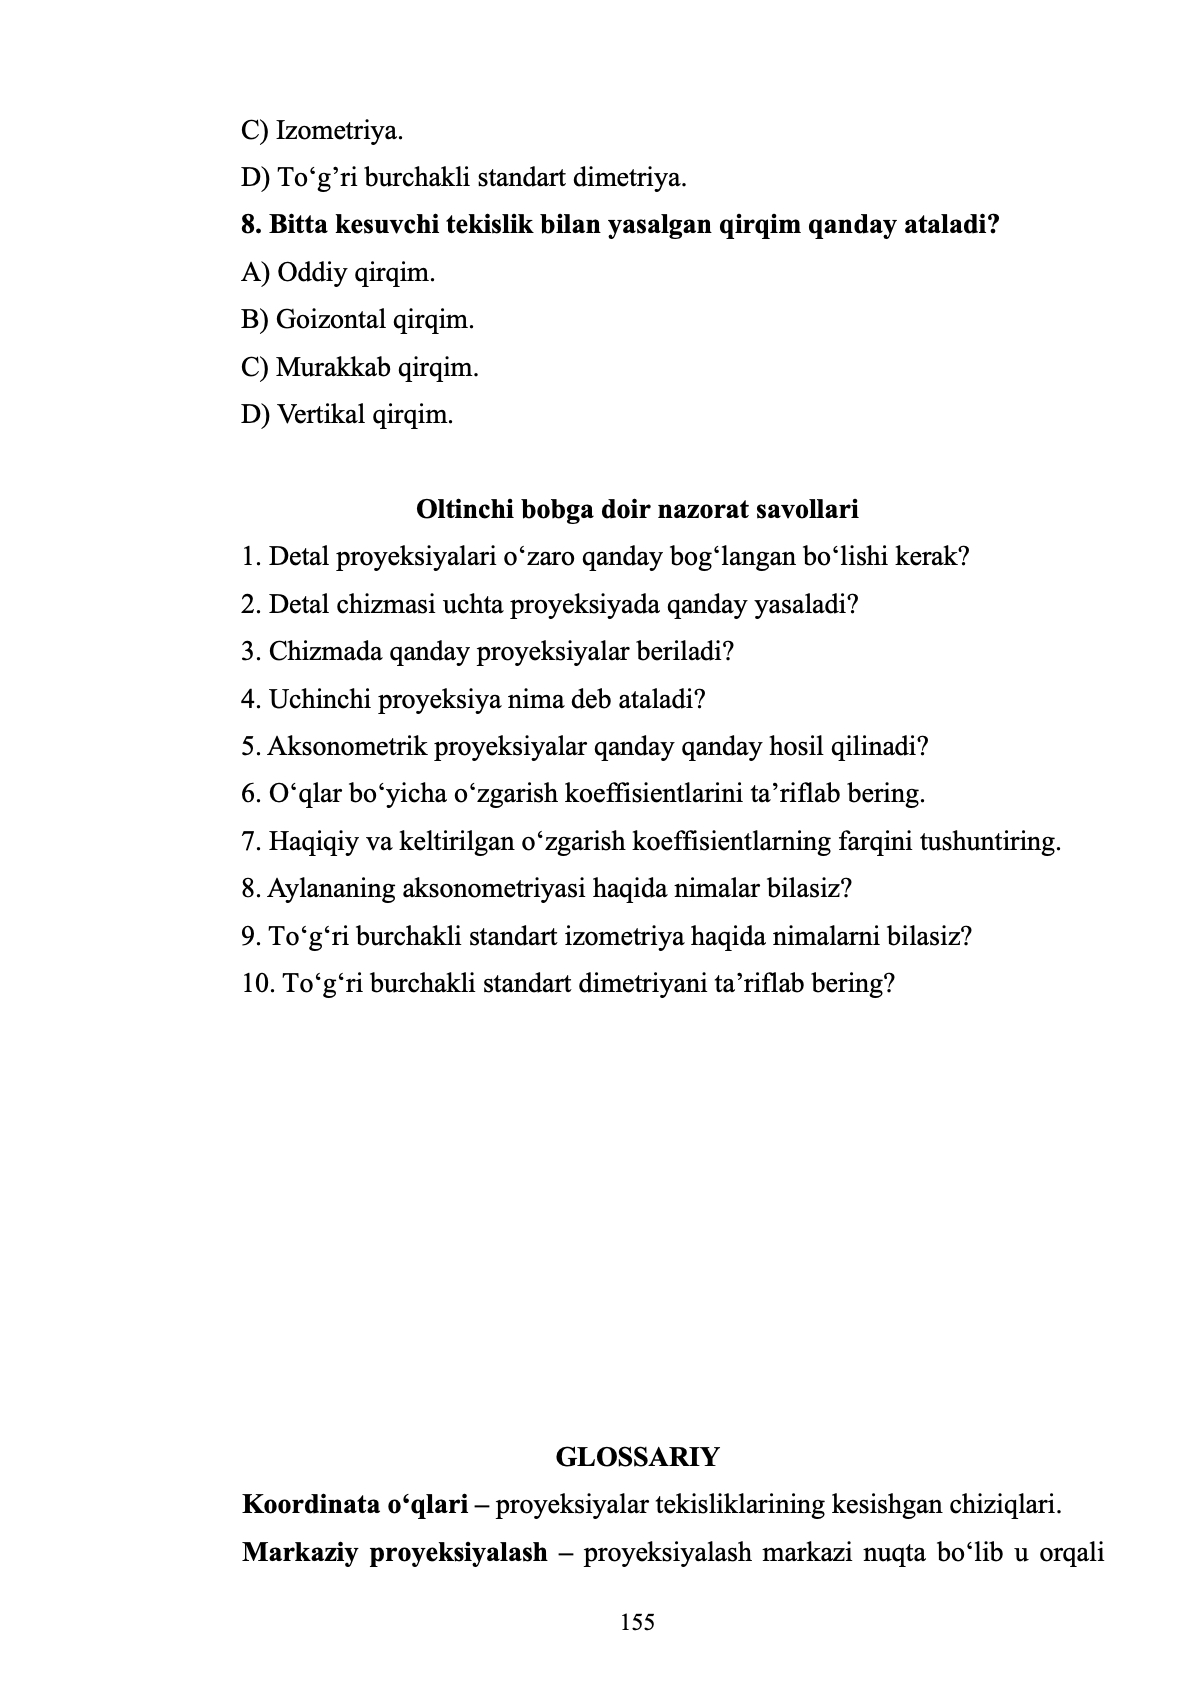 C) Izometriya.
D) To‘g’ri burchakli standart dimetriya.
8. Bitta kesuvchi tekislik bilan yasalgan qirqim qanday ataladi?
A) Oddiy qirqim.
B) Goizontal qirqim.
C) Murakkab qirqim.
D) Vertikal qirqim.
Oltinchi bobga doir nazorat savollari
1. Detal proyeksiyalari o‘zaro qanday bog‘langan bo‘lishi kerak?
2. Detal chizmasi uchta proyeksiyada qanday yasaladi?
3. Chizmada qanday proyeksiyalar beriladi?
4. Uchinchi proyeksiya nima deb ataladi?
5. Aksonometrik proyeksiyalar qanday qanday hosil qilinadi?
6. O‘qlar bo‘yicha o‘zgarish koeffisientlarini ta’riflab bering.
7. Haqiqiy va keltirilgan o‘zgarish koeffisientlarning farqini tushuntiring.
8. Aylananing aksonometriyasi haqida nimalar bilasiz?
9. To‘g‘ri burchakli standart izometriya haqida nimalarni bilasiz?
10. To‘g‘ri burchakli standart dimetriyani ta’riflab bering?
GLOSSARIY
Koordinata o‘qlari – proyeksiyalar tekisliklarining kesishgan chiziqlari.
Markaziy proyeksiyalash – proyeksiyalash markazi nuqta bo‘lib u orqali
155